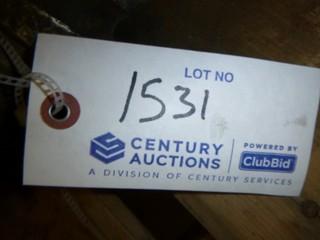 LOT NO
1531
CENTURY
AUCTIONS
POWERED BY
ClubBid
A DIVISION OF CENTURY SERVICES